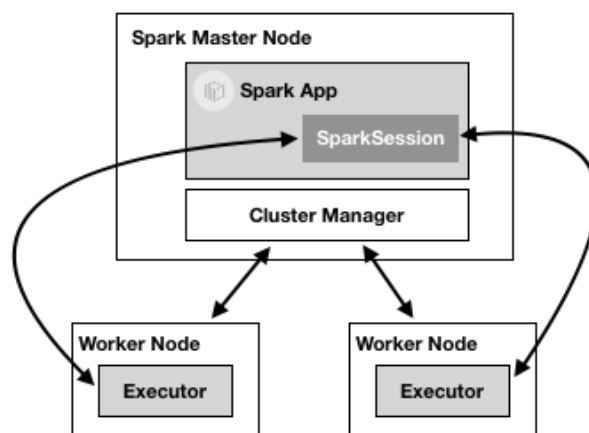 Spark Master Node
Spark App
SparkSession
Cluster Manager
Worker Node
Executor
Worker Node
Executor